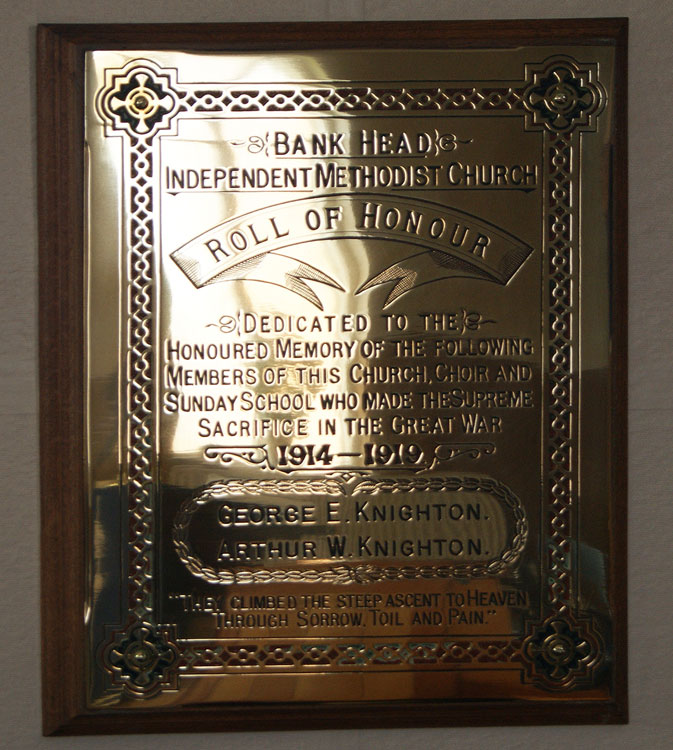 BANK HEAD
INDEPENDENT METHODIST CHURCH
ROLL OF HONOUR
DEDICATED TO THE
HONOURED MEMORY OF THE FOLLOWING
MEMBERS OF THIS CHURCH, CHOIR AND
SUNDAY SCHOOL WHO MADE THE SUPREME
SACRIFICE IN THE GREAT WAR
1914—1919
GEORGE E. KNIGHTON.
ARTHUR W. KNIGHTON.
"THEY CLIMBED THE STEEP ASCENT TO HEAVEN
THROUGH SORROW, TOIL AND PAIN."